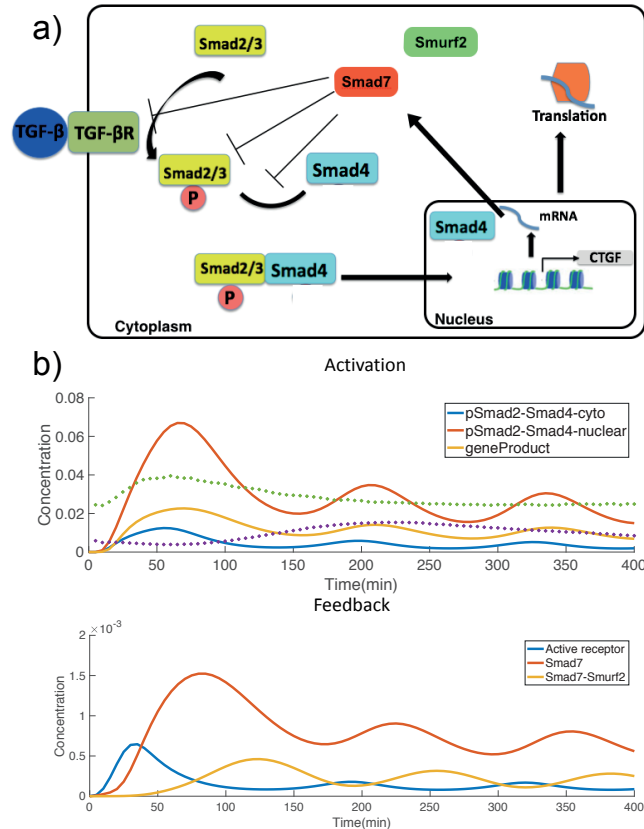 a)
Smad2/3
Smurf2
Smad7
TGF-β
TGF-βR
Translation
Smad2/3
P
Smad4
mRNA
Smad4
CTGF
Smad2/3
Smad4
P
Cytoplasm
Nucleus
b)
Activation
0.08
0.06
0.04
0.02
0
Concentration
pSmad2-Smad4-cyto
pSmad2-Smad4-nuclear
geneProduct
0 50 100 150 200 250 300 350 400
Time(min)
Feedback
×10⁻³
2
1.5
1
0.5
0
Concentration
Active receptor
Smad7
Smad7-Smurf2
0 50 100 150 200 250 300 350 400
Time(min)